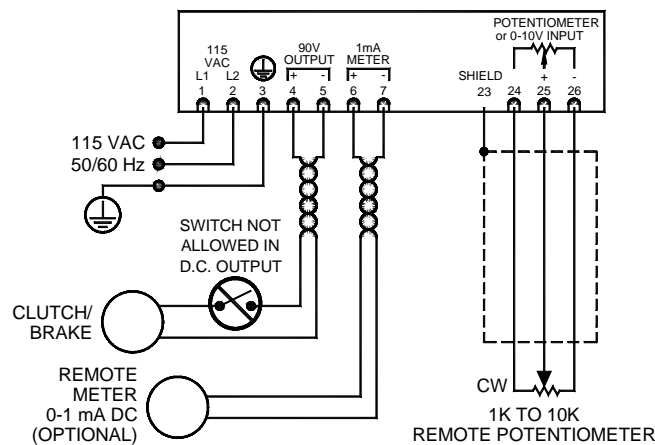 POTENTIOMETER
or 0-10V INPUT
115
VAC
L1 L2
90V
OUTPUT
+ -
1mA
METER
+ -
SHIELD
+ -
1 2 3 4 5 6 7 23 24 25 26
115 VAC
50/60 Hz
SWITCH NOT
ALLOWED IN
D.C. OUTPUT
CLUTCH/
BRAKE
REMOTE
METER
0-1 mA DC
(OPTIONAL)
CW
1K TO 10K
REMOTE POTENTIOMETER